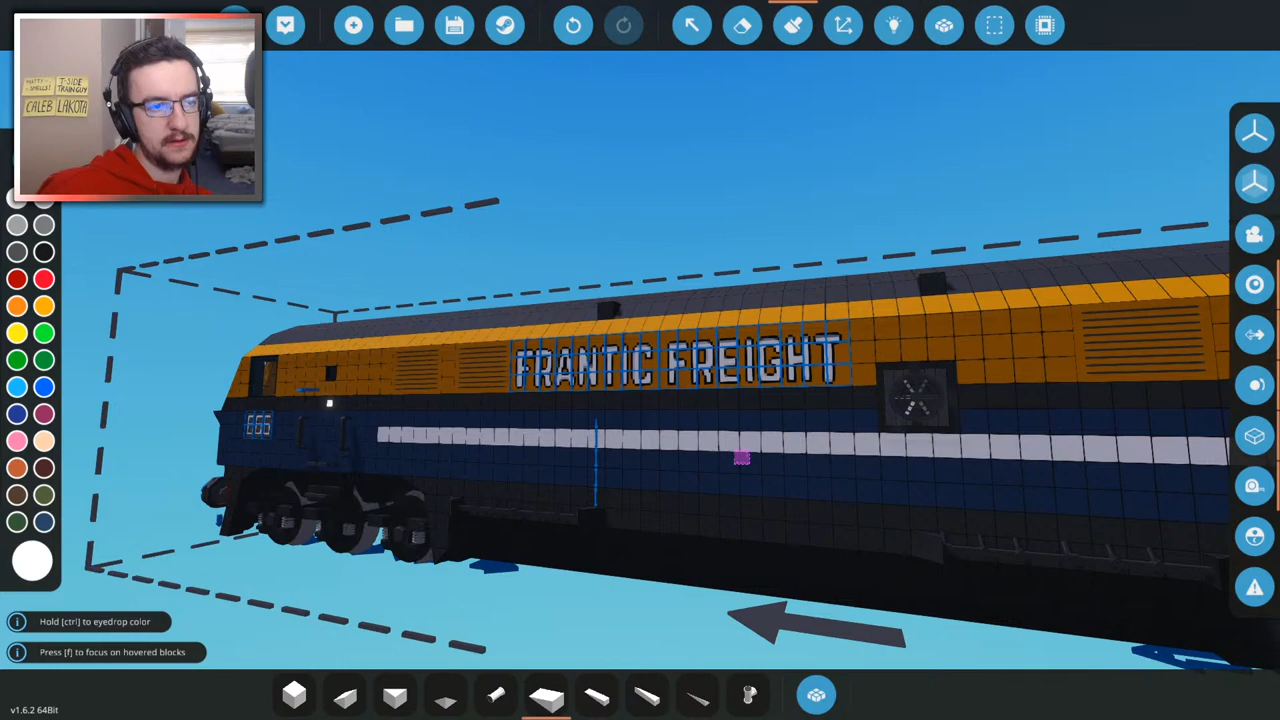 PRETTY
SMELLS!
T-SIDE
TRAIN GUY
CALEB
LAKOTA
FRANTIC FREIGHT
666
Hold [ctrl] to eyedrop color
Press [f] to focus on hovered blocks
v1.6.2 64Bit